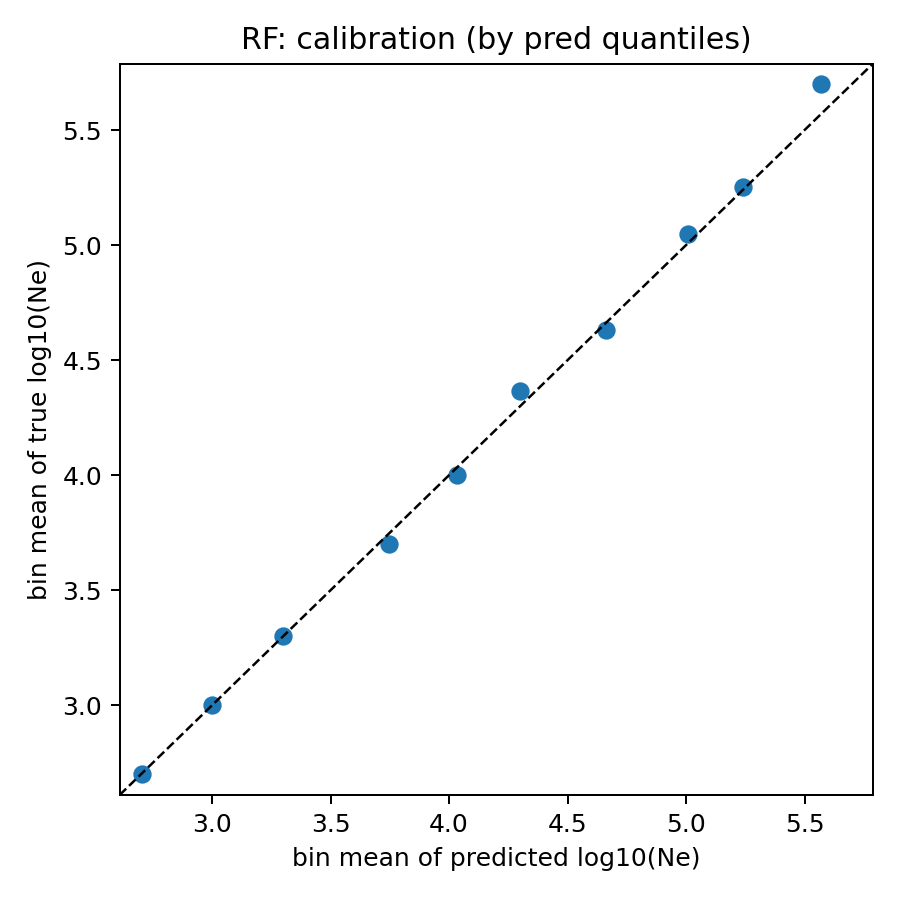 RF: calibration (by pred quantiles)
bin mean of true log10(Ne)
5.5
5.0
4.5
4.0
3.5
3.0
3.0 3.5 4.0 4.5 5.0 5.5
bin mean of predicted log10(Ne)